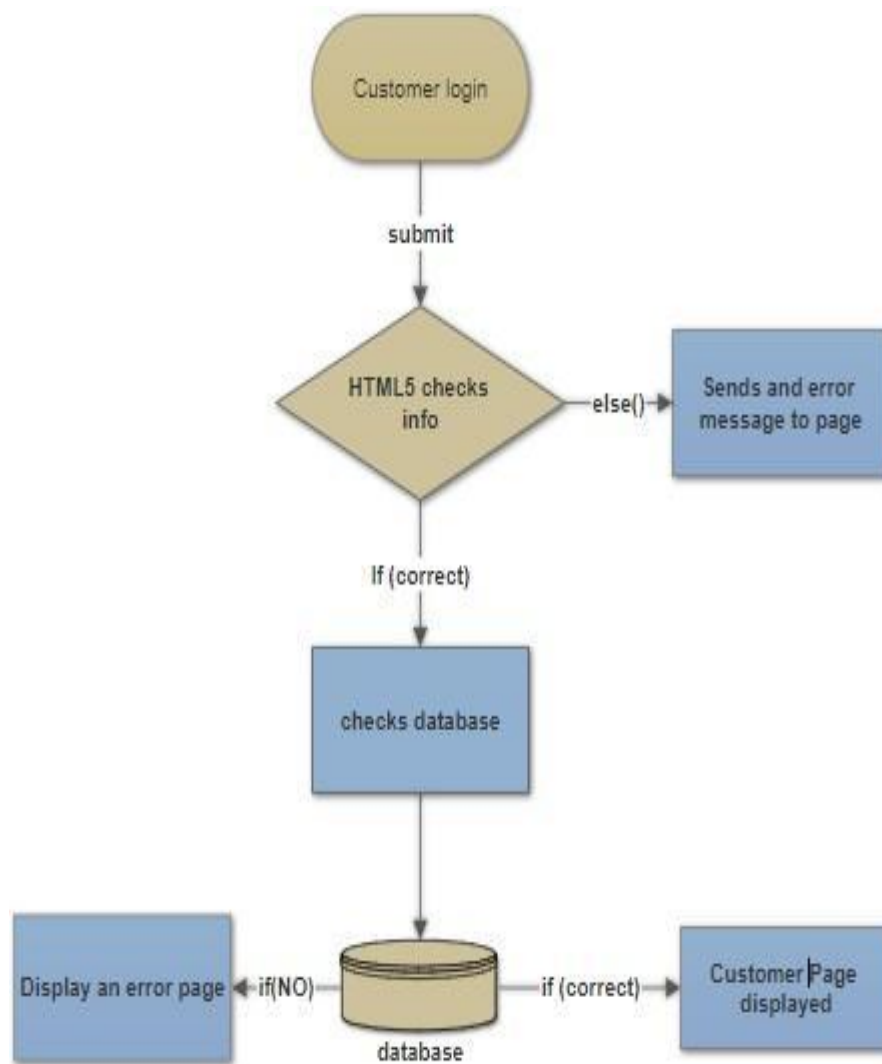 Customer login
submit
HTML5 checks
info
else()
Sends and error
message to page
If (correct)
checks database
Display an error page
if(NO)
database
if (correct)
Customer Page
displayed